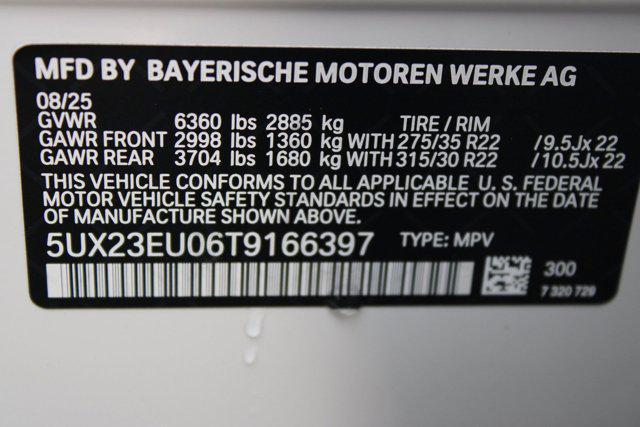 MFD BY BAYERISCHE MOTOREN WERKE AG
08/25
GVWR 6360 lbs 2885 kg TIRE / RIM
GAWR FRONT 2998 lbs 1360 kg WITH 275/35 R22 /9.5Jx 22
GAWR REAR 3704 lbs 1680 kg WITH 315/30 R22 /10.5Jx 22
THIS VEHICLE CONFORMS TO ALL APPLICABLE U. S. FEDERAL
MOTOR VEHICLE SAFETY STANDARDS IN EFFECT ON THE DATE
OF MANUFACTURE SHOWN ABOVE.
5UX23EU06T9166397 TYPE: MPV
300
7 320 729